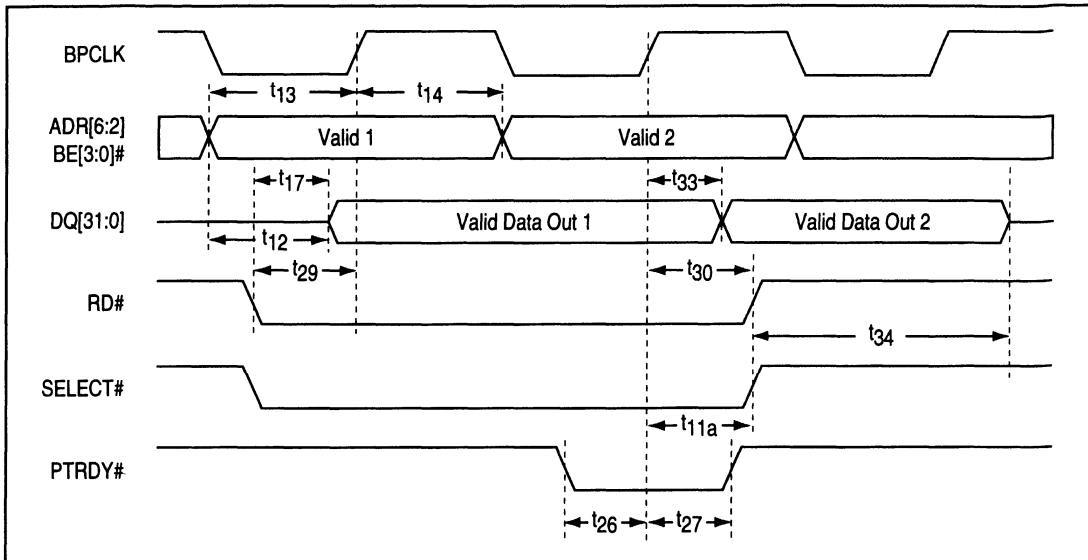 BPCLK
t13 t14
ADR[6:2]
BE[3:0]#
Valid 1 Valid 2
t17 t33
DQ[31:0]
Valid Data Out 1 Valid Data Out 2
t12
t29 t30
RD#
t34
SELECT#
t11a
PTRDY#
t26 t27